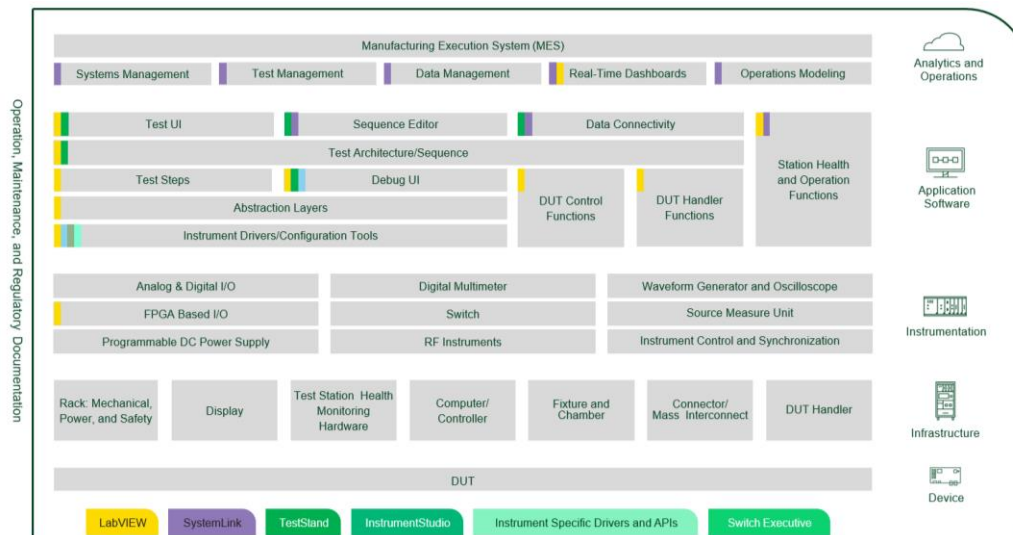 Operation, Maintenance, and Regulatory Documentation
Manufacturing Execution System (MES)
Systems Management
Test Management
Data Management
Real-Time Dashboards
Operations Modeling
Analytics and
Operations
Test UI
Sequence Editor
Data Connectivity
Test Architecture/Sequence
Station Health
and Operation
Functions
Test Steps
Debug UI
DUT Control
Functions
DUT Handler
Functions
Abstraction Layers
Instrument Drivers/Configuration Tools
Application
Software
Analog & Digital I/O
Digital Multimeter
Waveform Generator and Oscilloscope
FPGA Based I/O
Switch
Source Measure Unit
Programmable DC Power Supply
RF Instruments
Instrument Control and Synchronization
Instrumentation
Rack: Mechanical,
Power, and Safety
Display
Test Station Health
Monitoring
Hardware
Computer/
Controller
Fixture and
Chamber
Connector/
Mass Interconnect
DUT Handler
Infrastructure
DUT
Device
LabVIEW
SystemLink
TestStand
InstrumentStudio
Instrument Specific Drivers and APIs
Switch Executive